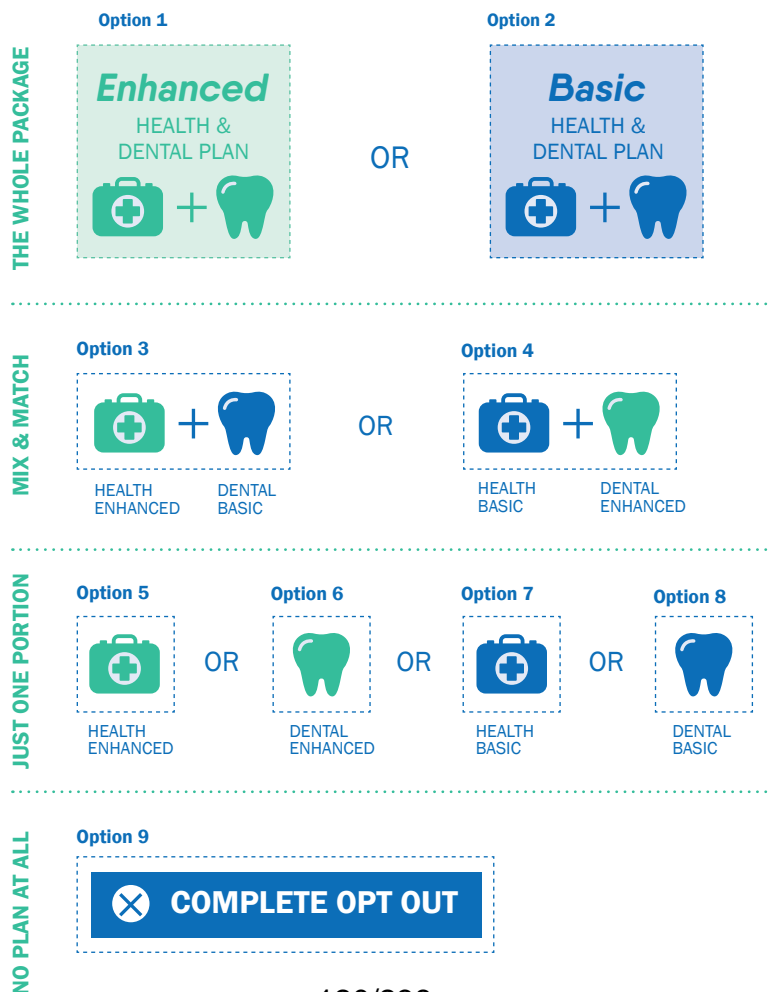 THE WHOLE PACKAGE
Option 1
Enhanced
HEALTH &
DENTAL PLAN
OR
Option 2
Basic
HEALTH &
DENTAL PLAN
MIX & MATCH
Option 3
HEALTH
ENHANCED
DENTAL
BASIC
OR
Option 4
HEALTH
BASIC
DENTAL
ENHANCED
JUST ONE PORTION
Option 5
HEALTH
ENHANCED
OR
Option 6
DENTAL
ENHANCED
OR
Option 7
HEALTH
BASIC
OR
Option 8
DENTAL
BASIC
NO PLAN AT ALL
Option 9
COMPLETE OPT OUT